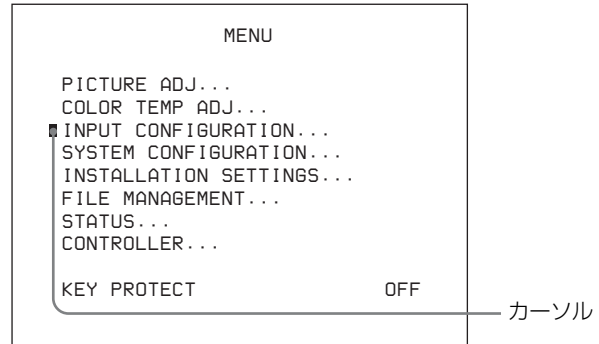 MENU
PICTURE ADJ...
COLOR TEMP ADJ...
INPUT CONFIGURATION...
SYSTEM CONFIGURATION...
INSTALLATION SETTINGS...
FILE MANAGEMENT...
STATUS...
CONTROLLER...
KEY PROTECT OFF
カーソル